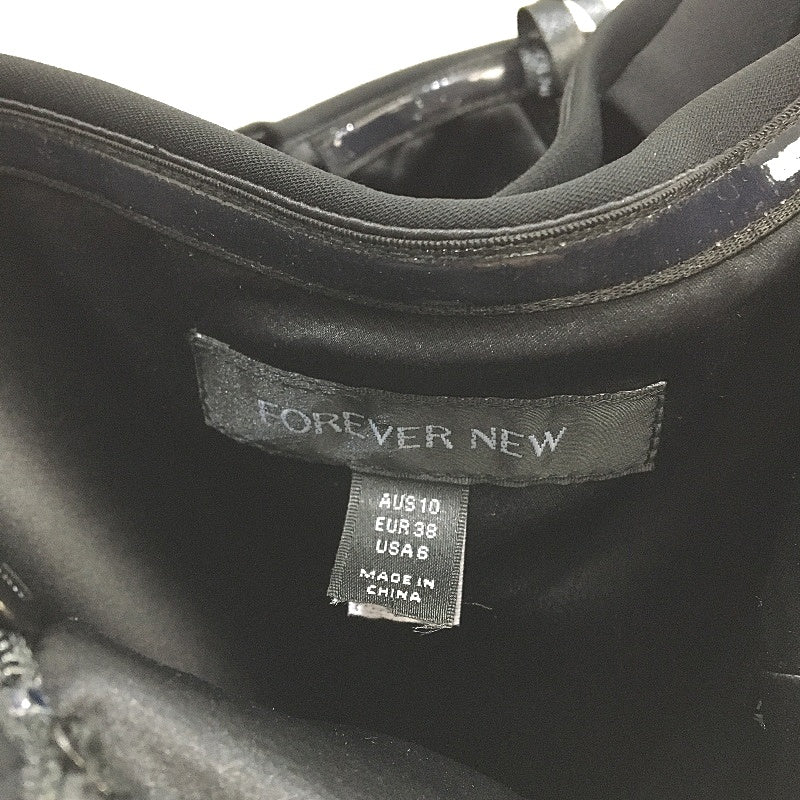 FOREVER NEW
AUS 10
EUR 38
USA 6
MADE IN
CHINA